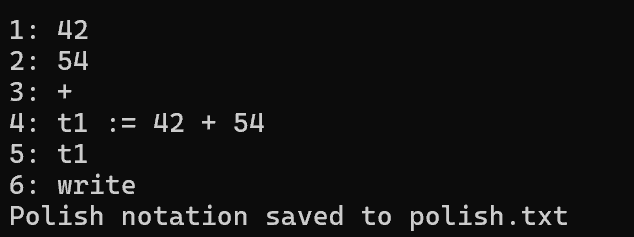 1: 42
2: 54
3: +
4: t1 := 42 + 54
5: t1
6: write
Polish notation saved to polish.txt